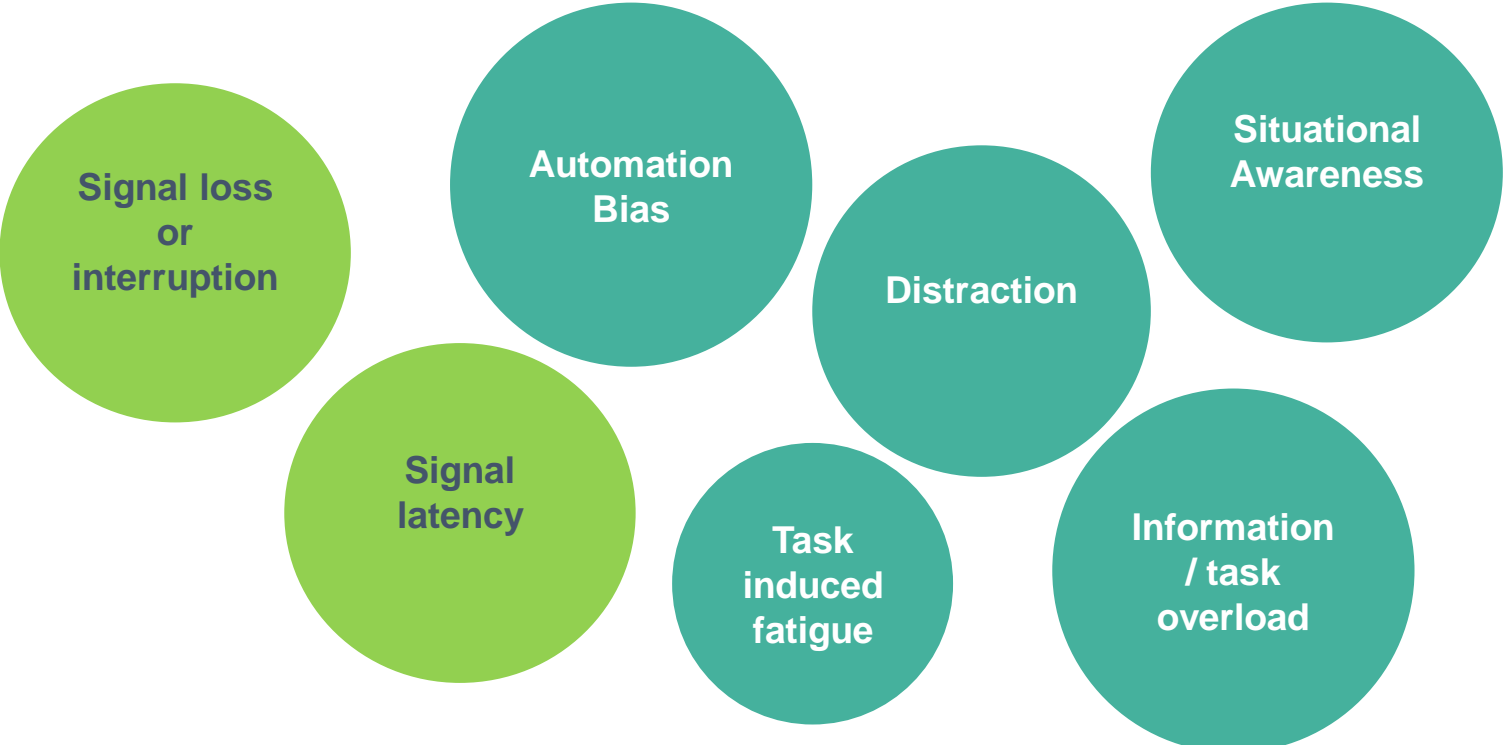 Signal loss
or
interruption
Automation
Bias
Situational
Awareness
Distraction
Signal
latency
Task
induced
fatigue
Information
/ task
overload